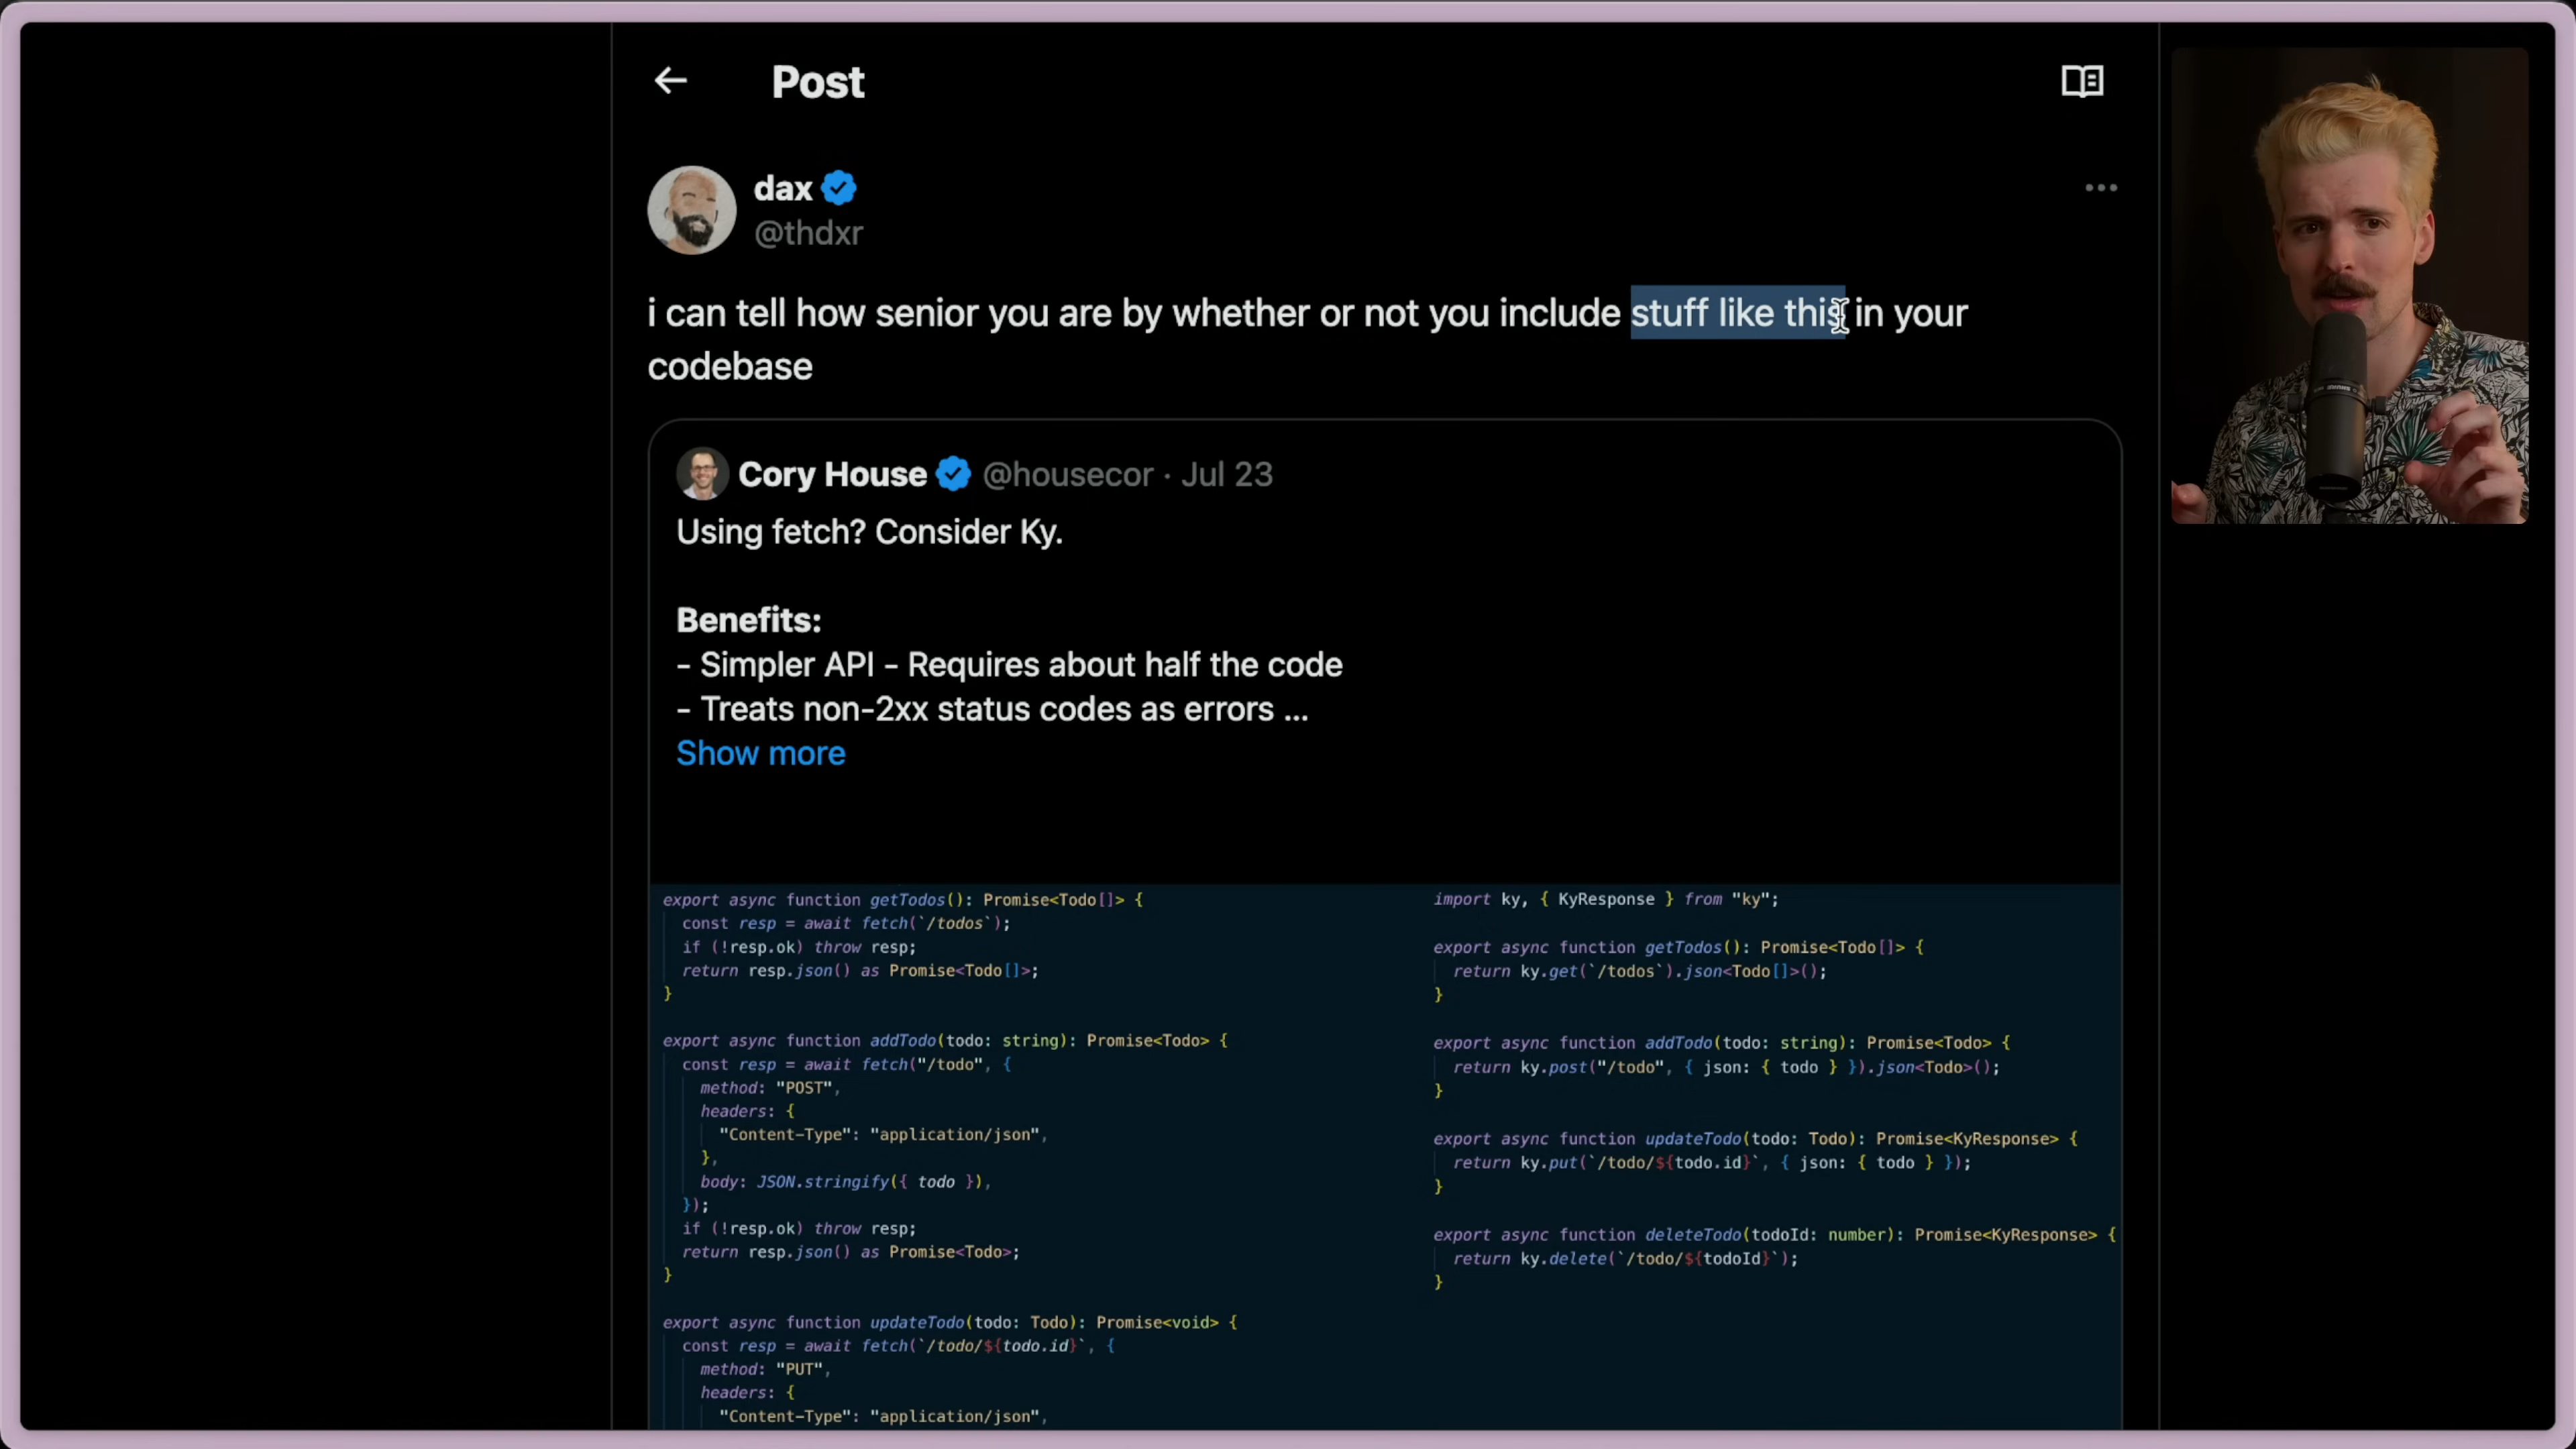 Post
dax
@thdxr
i can tell how senior you are by whether or not you include stuff like this in your
codebase
Cory House @housecor · Jul 23
Using fetch? Consider Ky.
Benefits:
- Simpler API - Requires about half the code
- Treats non-2xx status codes as errors ...
Show more
export async function getTodos(): Promise<Todo[]> {
const resp = await fetch(`/todos`);
if (!resp.ok) throw resp;
return resp.json() as Promise<Todo[]>;
}
export async function addTodo(todo: string): Promise<Todo> {
const resp = await fetch("/todo", {
method: "POST",
headers: {
"Content-Type": "application/json",
},
body: JSON.stringify({ todo }),
});
if (!resp.ok) throw resp;
return resp.json() as Promise<Todo>;
}
export async function updateTodo(todo: Todo): Promise<void> {
const resp = await fetch(`/todo/${todo.id}`, {
method: "PUT",
headers: {
"Content-Type": "application/json",
import ky, { KyResponse } from "ky";
export async function getTodos(): Promise<Todo[]> {
return ky.get(`/todos`).json<Todo[]>();
}
export async function addTodo(todo: string): Promise<Todo> {
return ky.post("/todo", { json: { todo } }).json<Todo>();
}
export async function updateTodo(todo: Todo): Promise<KyResponse> {
return ky.put(`/todo/${todo.id}`, { json: { todo } });
}
export async function deleteTodo(todoId: number): Promise<KyResponse> {
return ky.delete(`/todo/${todoId}`);
}